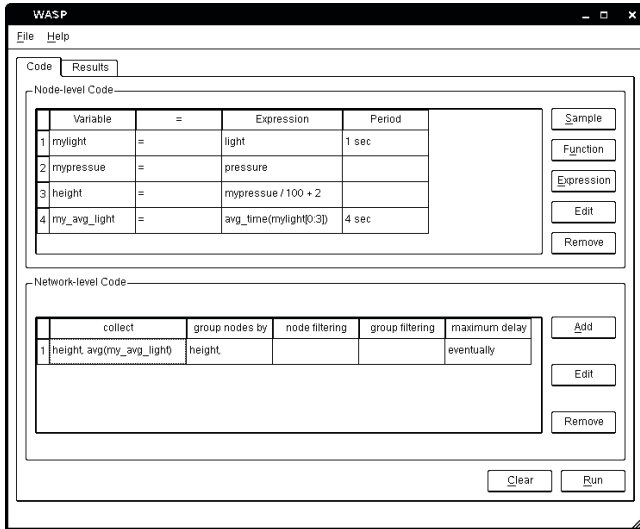 WASP
File Help
Code Results
Node-level Code
Variable = Expression Period
1 mylight = light 1 sec
2 mypressue = pressure
3 height = mypressue / 100 + 2
4 my_avg_light = avg_time(mylight[0:3]) 4 sec
Sample
Function
Expression
Edit
Remove
Network-level Code
collect group nodes by node filtering group filtering maximum delay
1 height, avg(my_avg_light) height, eventually
Add
Edit
Remove
Clear Run